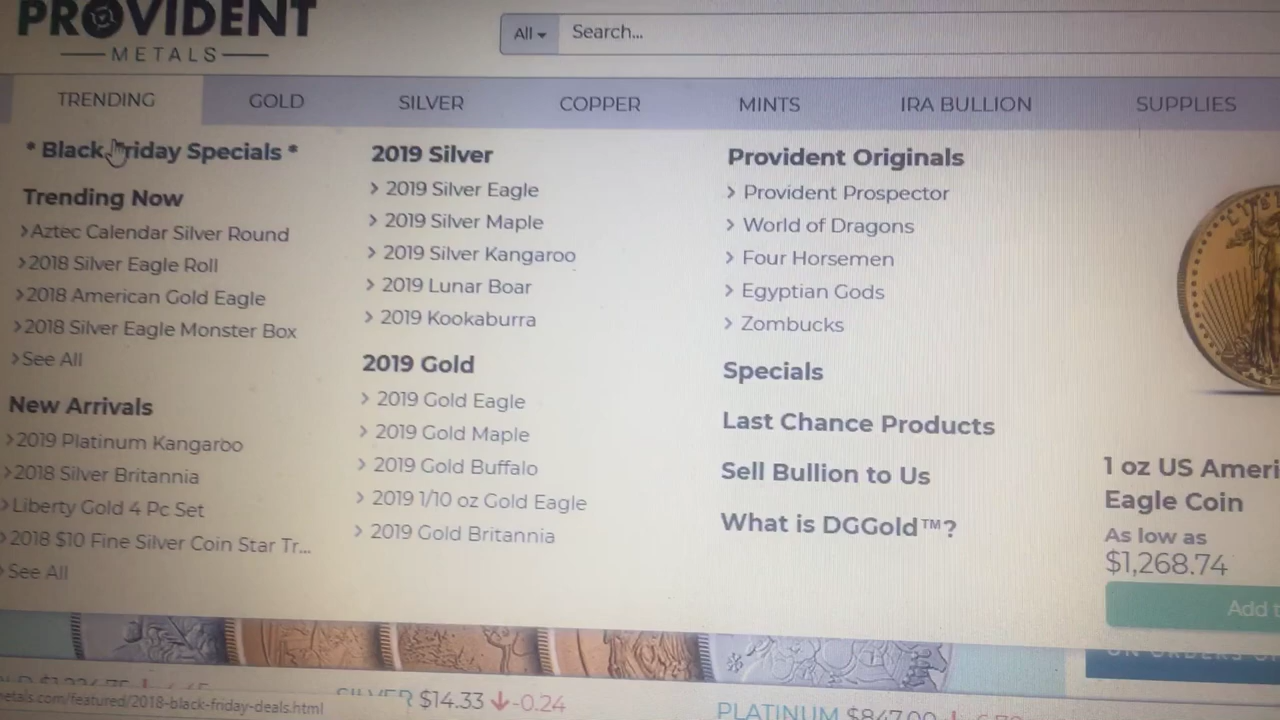 PROVIDENT
METALS
All
Search...
TRENDING
GOLD
SILVER
COPPER
MINTS
IRA BULLION
SUPPLIES
* Black Friday Specials *
Trending Now
Aztec Calendar Silver Round
2018 Silver Eagle Roll
2018 American Gold Eagle
2018 Silver Eagle Monster Box
See All
New Arrivals
2019 Platinum Kangaroo
2018 Silver Britannia
Liberty Gold 4 Pc Set
2018 $10 Fine Silver Coin Star Tr...
See All
2019 Silver
2019 Silver Eagle
2019 Silver Maple
2019 Silver Kangaroo
2019 Lunar Boar
2019 Kookaburra
2019 Gold
2019 Gold Eagle
2019 Gold Maple
2019 Gold Buffalo
2019 1/10 oz Gold Eagle
2019 Gold Britannia
Provident Originals
Provident Prospector
World of Dragons
Four Horsemen
Egyptian Gods
Zombucks
Specials
Last Chance Products
Sell Bullion to Us
What is DGGold™?
1 oz US Ameri
Eagle Coin
As low as
$1,268.74
Add t
ON ORDERS
SILVER $14.33 -0.24
PLATINUM $847.00
etals.com/featured/2018-black-friday-deals.html